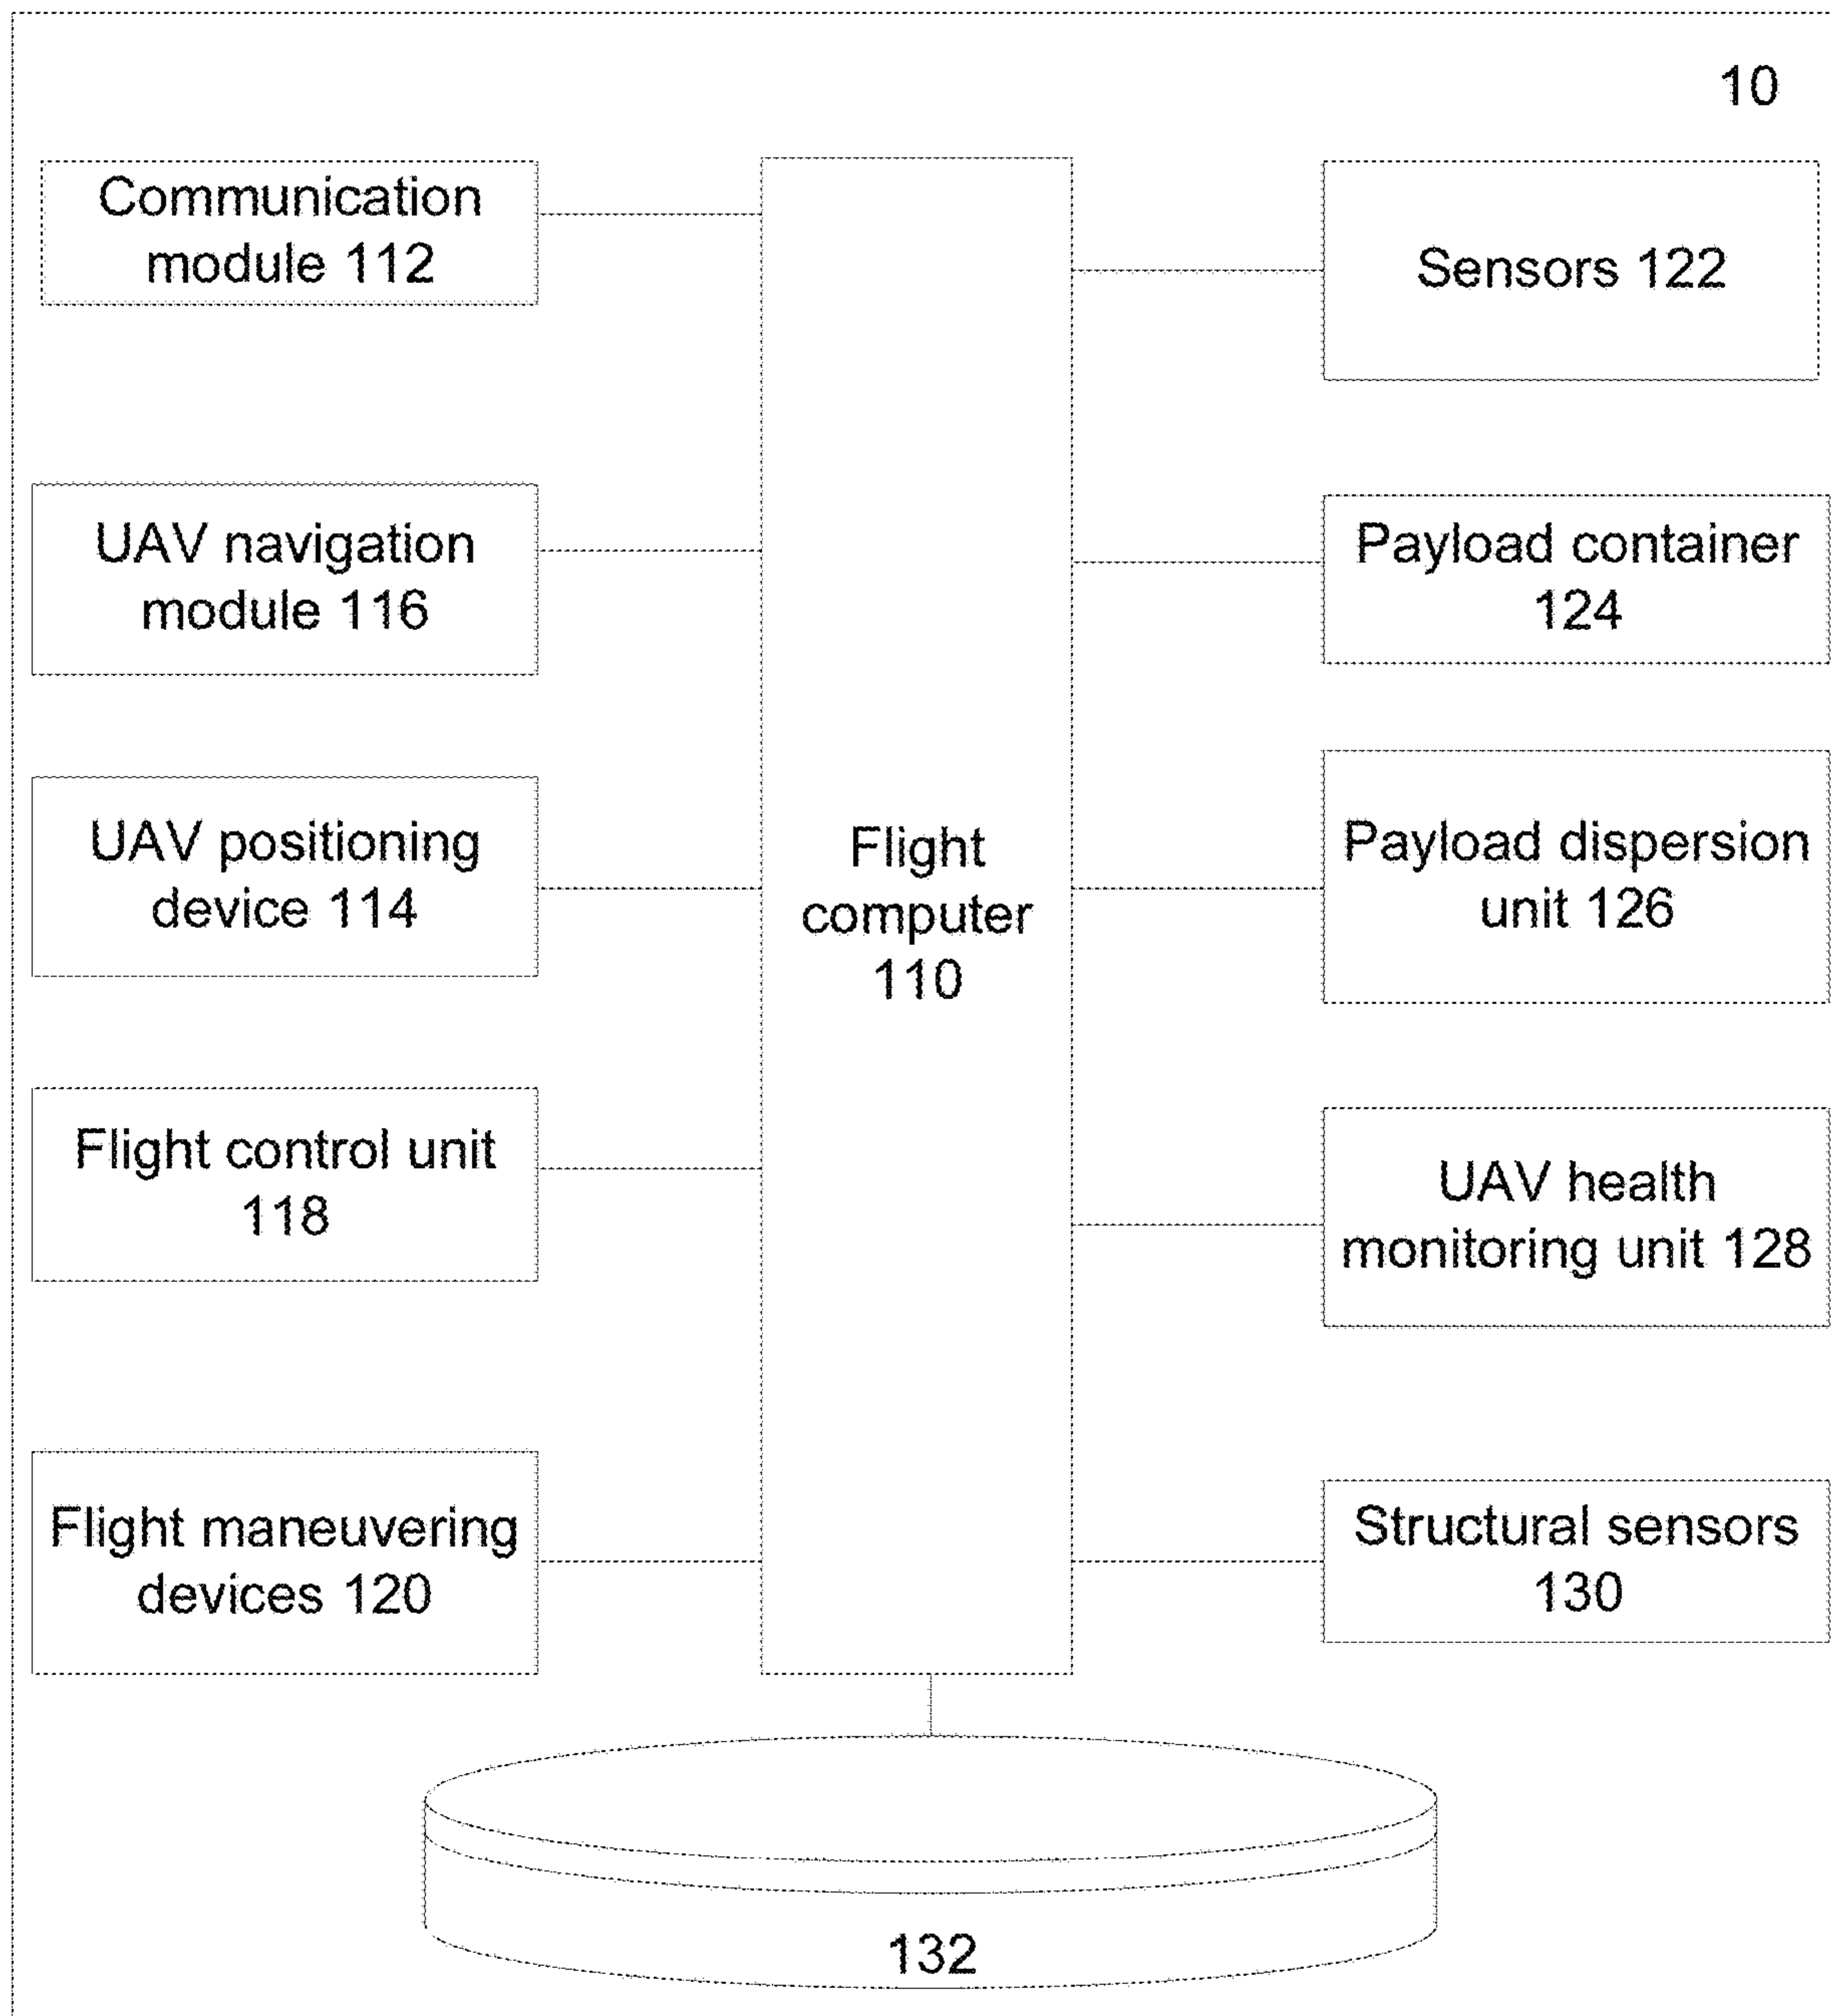 10
Communication
module 112
UAV navigation
module 116
UAV positioning
device 114
Flight control unit
118
Flight maneuvering
devices 120
Flight
computer
110
Sensors 122
Payload container
124
Payload dispersion
unit 126
UAV health
monitoring unit 128
Structural sensors
130
132